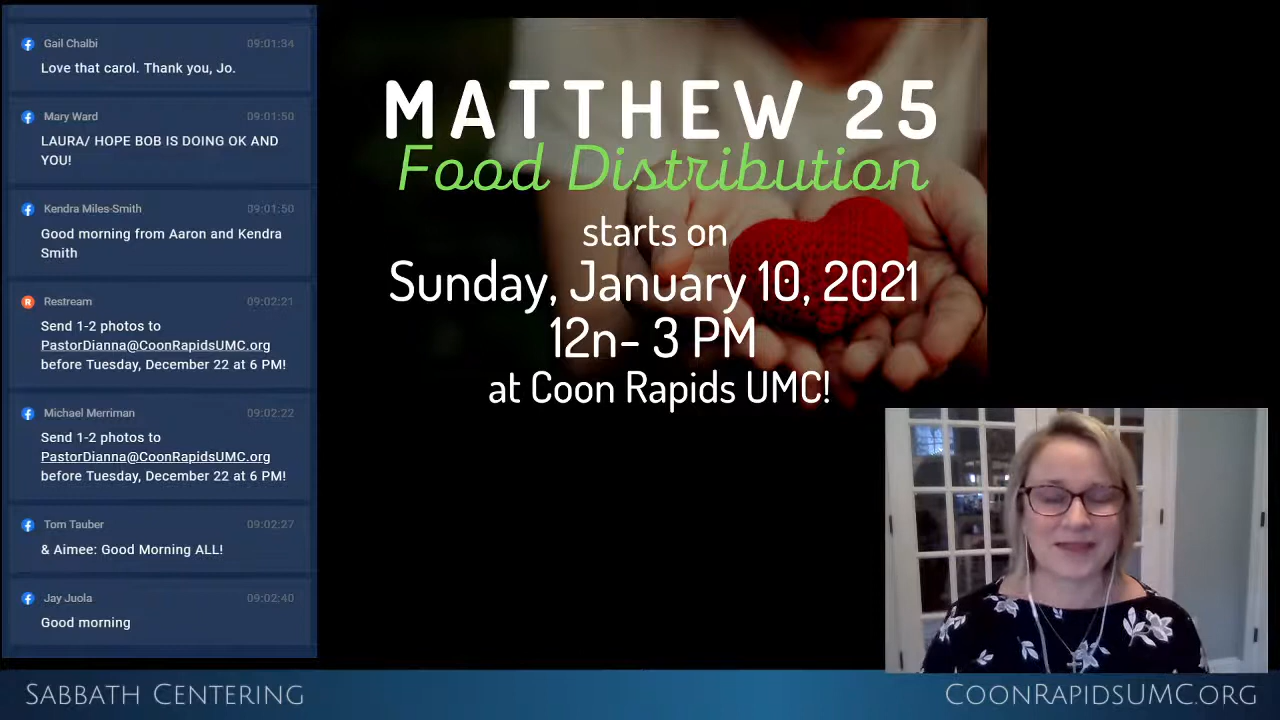 Gail Chalbi 09:01:34
Love that carol. Thank you, Jo.
Mary Ward 09:01:50
LAURA/ HOPE BOB IS DOING OK AND
YOU!
Kendra Miles-Smith 09:01:50
Good morning from Aaron and Kendra
Smith
R Restream 09:02:21
Send 1-2 photos to
PastorDianna@CoonRapidsUMC.org
before Tuesday, December 22 at 6 PM!
Michael Merriman 09:02:22
Send 1-2 photos to
PastorDianna@CoonRapidsUMC.org
before Tuesday, December 22 at 6 PM!
Tom Tauber 09:02:27
& Aimee: Good Morning ALL!
Jay Juola 09:02:40
Good morning
MATTHEW 25
Food Distribution
starts on
Sunday, January 10, 2021
12n- 3 PM
at Coon Rapids UMC!
Sabbath Centering
CoonRapidsUMC.org